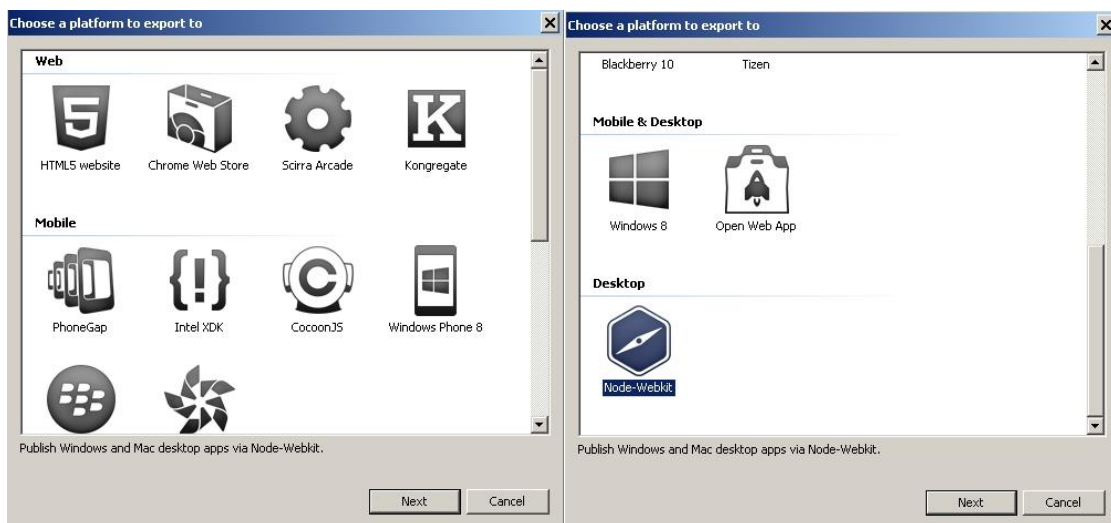 Choose a platform to export to
Web
HTML5 website Chrome Web Store Scirra Arcade Kongregate
Mobile
PhoneGap Intel XDK CocoonJS Windows Phone 8
Publish Windows and Mac desktop apps via Node-Webkit.
Next Cancel
Choose a platform to export to
Blackberry 10 Tizen
Mobile & Desktop
Windows 8 Open Web App
Desktop
Node-Webkit
Publish Windows and Mac desktop apps via Node-Webkit.
Next Cancel